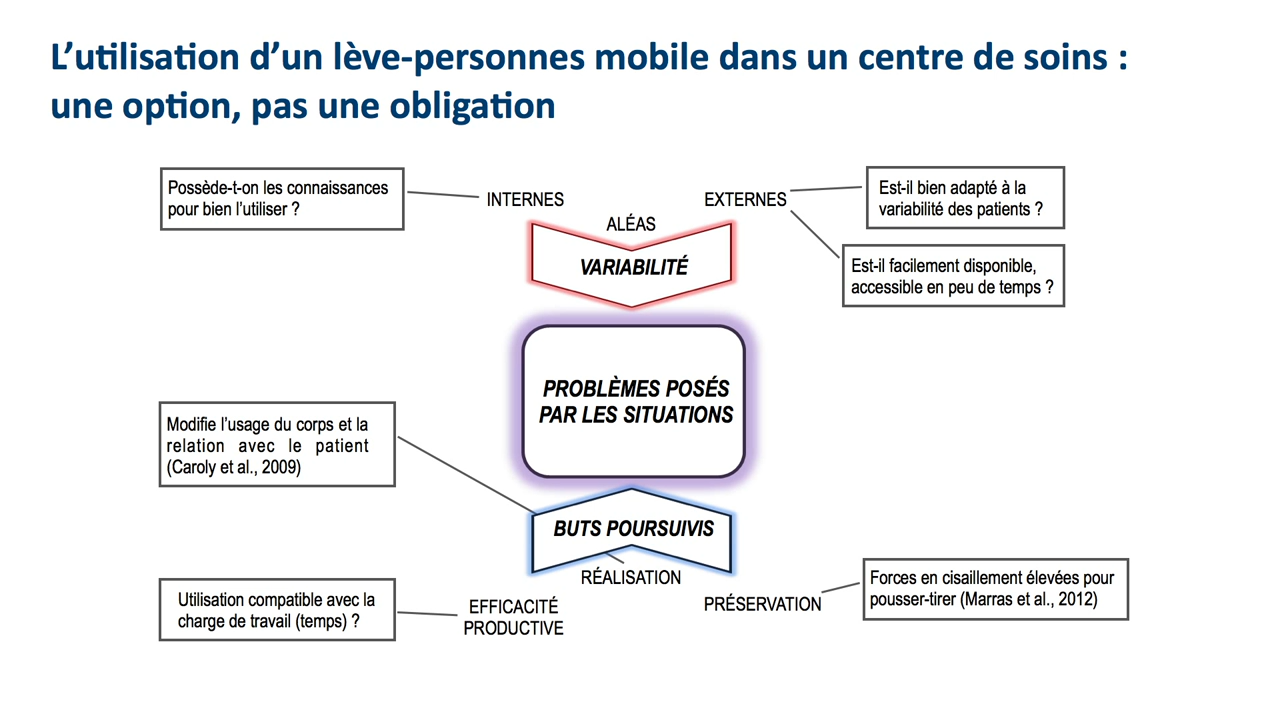 L’utilisation d’un lève-personnes mobile dans un centre de soins :
une option, pas une obligation
Possède-t-on les connaissances
pour bien l’utiliser ?
INTERNES
ALÉAS
EXTERNES
Est-il bien adapté à la
variabilité des patients ?
Est-il facilement disponible,
accessible en peu de temps ?
VARIABILITÉ
PROBLÈMES POSÉS
PAR LES SITUATIONS
Modifie l’usage du corps et la
relation avec le patient
(Caroly et al., 2009)
BUTS POURSUIVIS
RÉALISATION
Utilisation compatible avec la
charge de travail (temps) ?
EFFICACITÉ
PRODUCTIVE
PRÉSERVATION
Forces en cisaillement élevées pour
pousser-tirer (Marras et al., 2012)